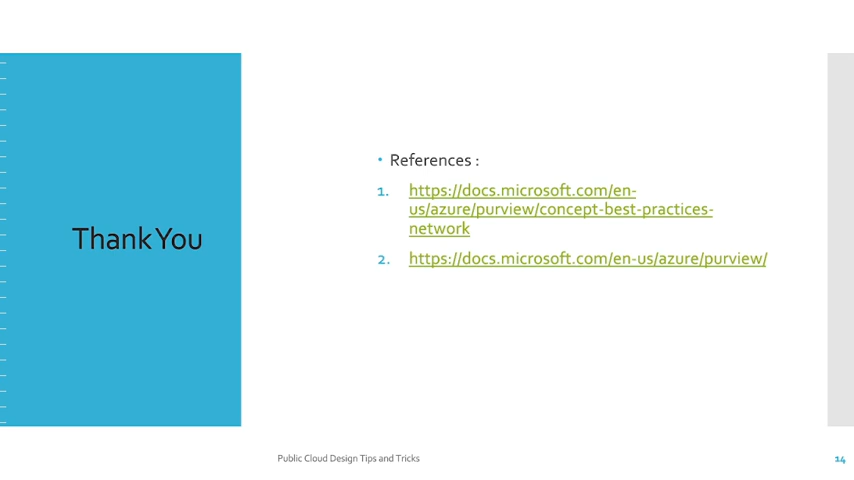 Thank You
• References :
1. https://docs.microsoft.com/en-
us/azure/purview/concept-best-practices-
network
2. https://docs.microsoft.com/en-us/azure/purview/
Public Cloud Design Tips and Tricks
14